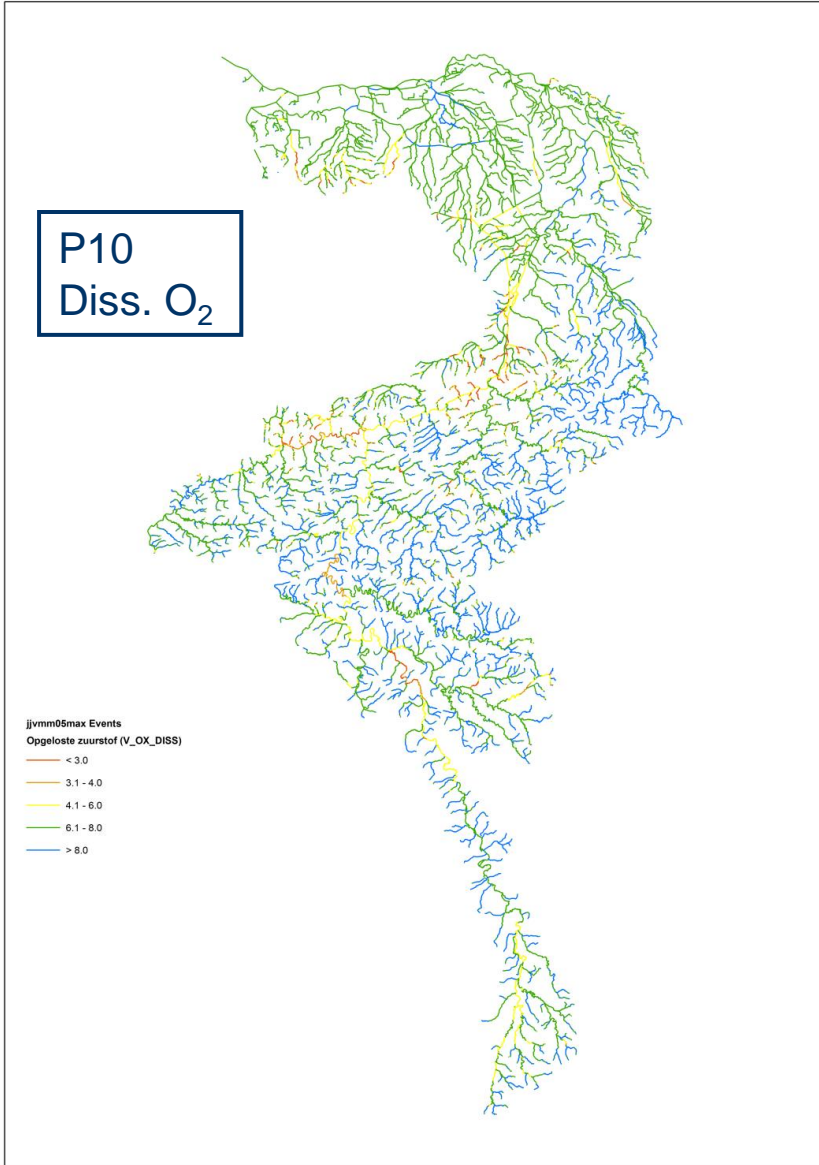 P10
Diss. O₂
jjvmm05max Events
Opgeloste zuurstof (V_OX_DISS)
< 3.0
3.1 - 4.0
4.1 - 6.0
6.1 - 8.0
> 8.0